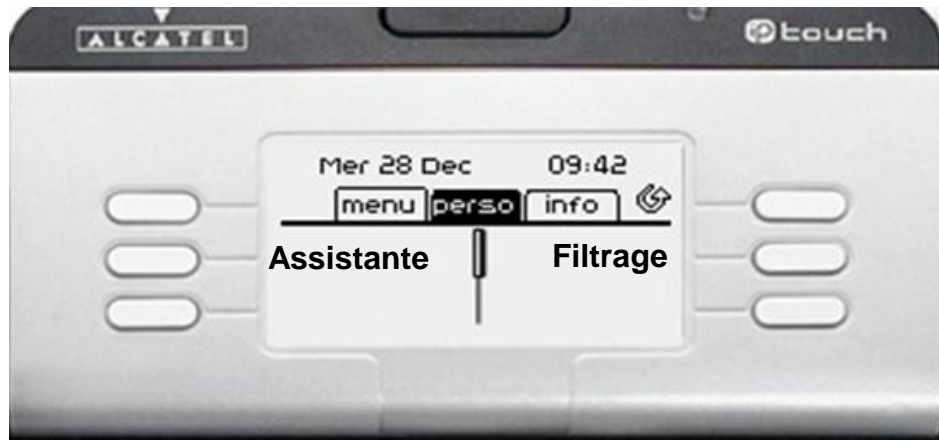 ALCATEL
touch
Mer 28 Dec 09:42
menu perso info
Assistante Filtrage